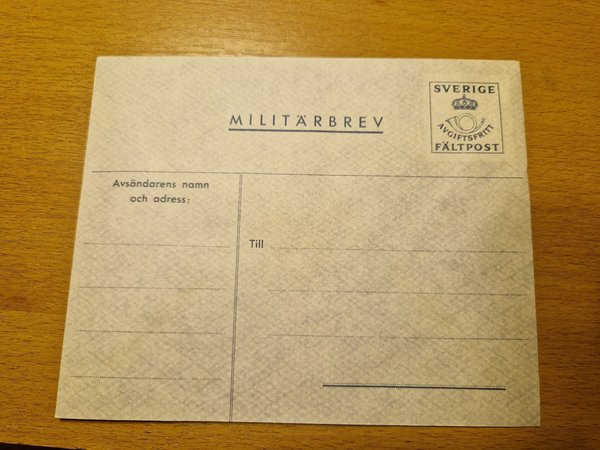 SVERIGE
AVGIFTSFRITT
FÄLTPOST
MILITÄRBREV
Avsändarens namn
och adress:
Till